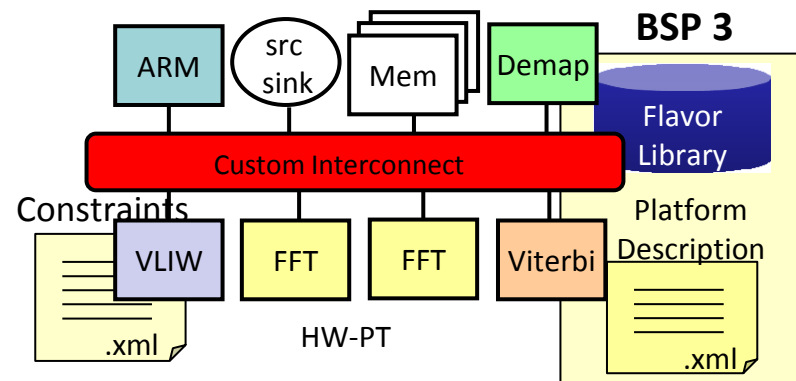 BSP 3
ARM
src
sink
Mem
Demap
Flavor
Library
Custom Interconnect
Constraints
Platform
Description
VLIW
FFT
FFT
Viterbi
.xml
HW-PT
.xml